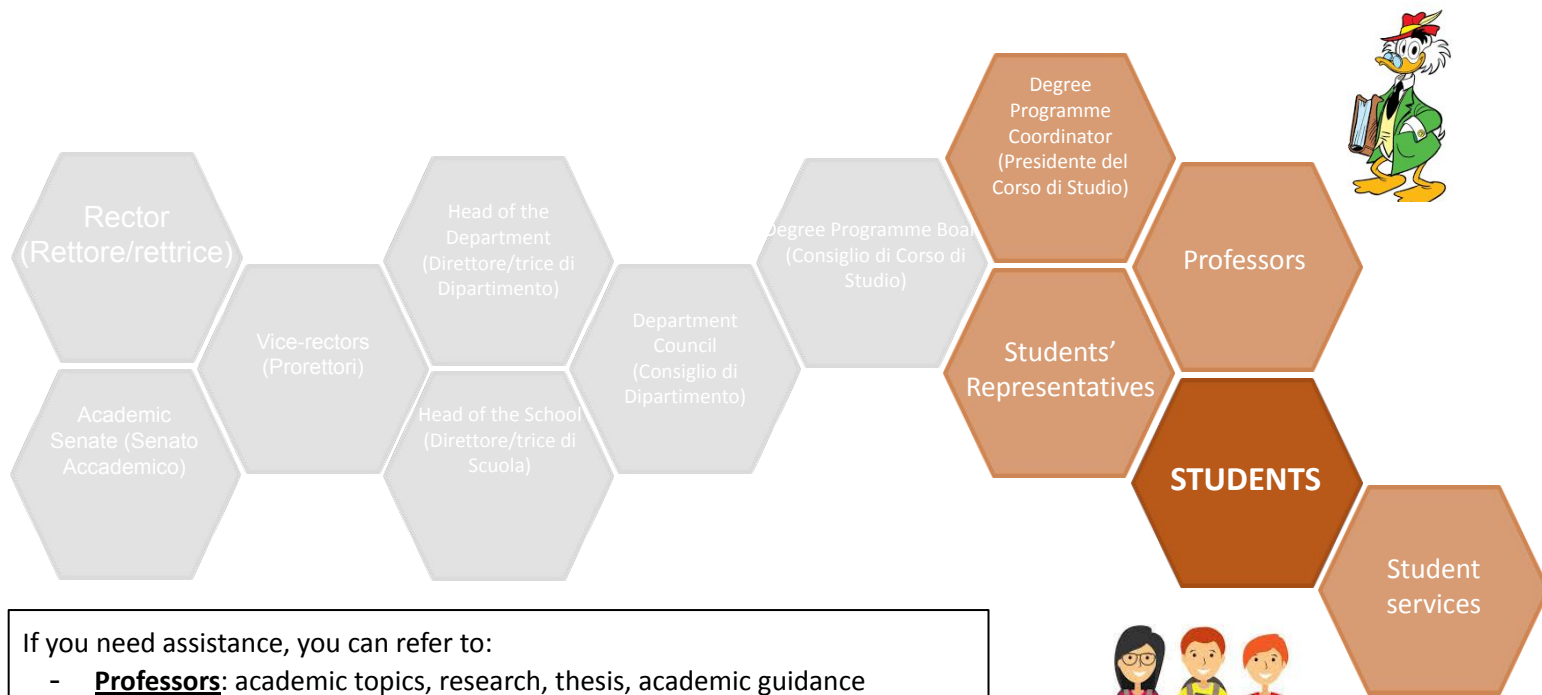 Rector
(Rettore/rettrice)
Academic
Senate (Senato
Accademico)
Vice-rectors
(Prorettori)
Head of the
Department
(Direttore/trice di
Dipartimento)
Head of the School
(Direttore/trice di
Scuola)
Department
Council
(Consiglio di
Dipartimento)
Degree Programme Boar
(Consiglio di Corso di
Studio)
Degree
Programme
Coordinator
(Presidente del
Corso di Studio)
Students’
Representatives
Professors
STUDENTS
Student
services
If you need assistance, you can refer to:
- Professors: academic topics, research, thesis, academic guidance